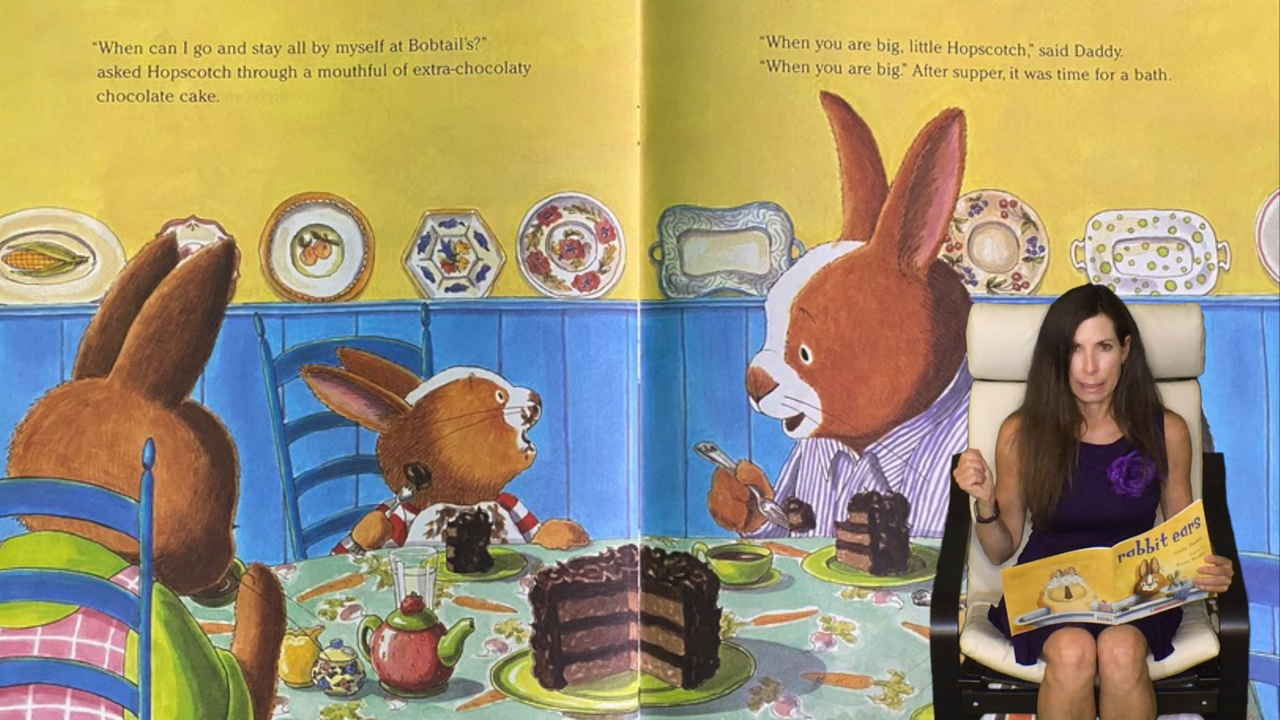 “When can I go and stay all by myself at Bobtail's?”
asked Hopscotch through a mouthful of extra-chocolaty
chocolate cake.
“When you are big, little Hopscotch,” said Daddy.
“When you are big.” After supper, it was time for a bath.
rabbit ears